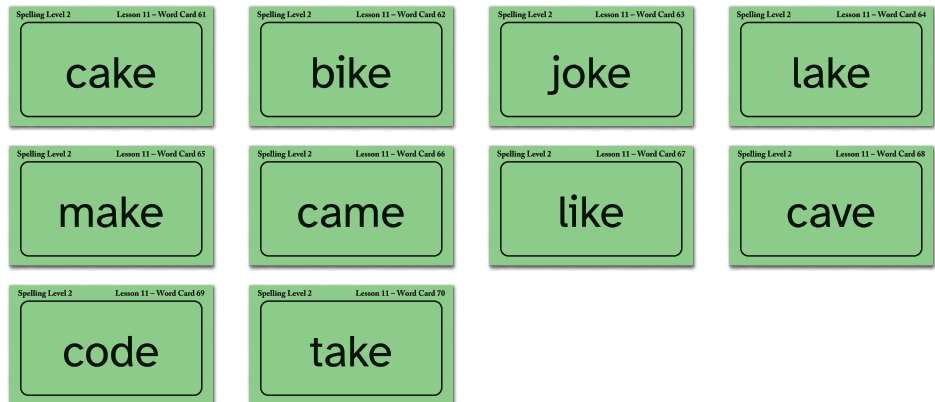 Spelling Level 2 Lesson 11 – Word Card 61
cake
Spelling Level 2 Lesson 11 – Word Card 62
bike
Spelling Level 2 Lesson 11 – Word Card 63
joke
Spelling Level 2 Lesson 11 – Word Card 64
lake
Spelling Level 2 Lesson 11 – Word Card 65
make
Spelling Level 2 Lesson 11 – Word Card 66
came
Spelling Level 2 Lesson 11 – Word Card 67
like
Spelling Level 2 Lesson 11 – Word Card 68
cave
Spelling Level 2 Lesson 11 – Word Card 69
code
Spelling Level 2 Lesson 11 – Word Card 70
take